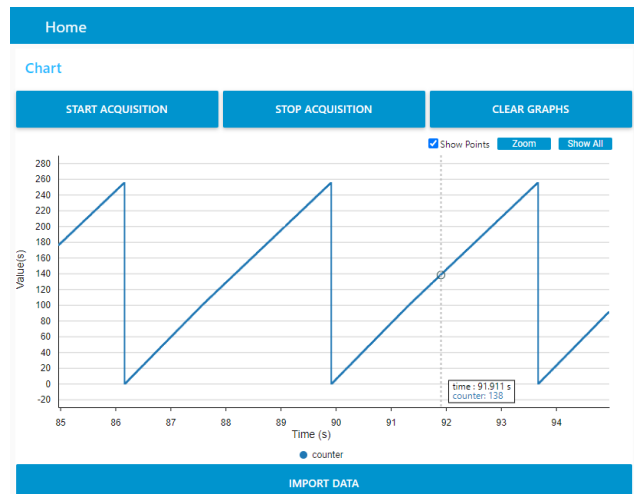 Home
Chart
START ACQUISITION STOP ACQUISITION CLEAR GRAPHS
Show Points Zoom Show All
280
260
240
220
200
180
160
140
120
100
80
60
40
20
0
-20
Value(s)
time : 91.911 s
counter: 138
85 86 87 88 89 90 91 92 93 94
Time (s)
counter
IMPORT DATA